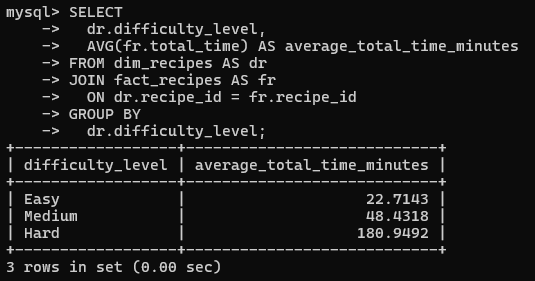 mysql> SELECT
    ->   dr.difficulty_level,
    ->   AVG(fr.total_time) AS average_total_time_minutes
    -> FROM dim_recipes AS dr
    -> JOIN fact_recipes AS fr
    ->   ON dr.recipe_id = fr.recipe_id
    -> GROUP BY
    ->   dr.difficulty_level;
+------------------+----------------------------+
| difficulty_level | average_total_time_minutes |
+------------------+----------------------------+
| Easy             |                    22.7143 |
| Medium           |                    48.4318 |
| Hard             |                   180.9492 |
+------------------+----------------------------+
3 rows in set (0.00 sec)